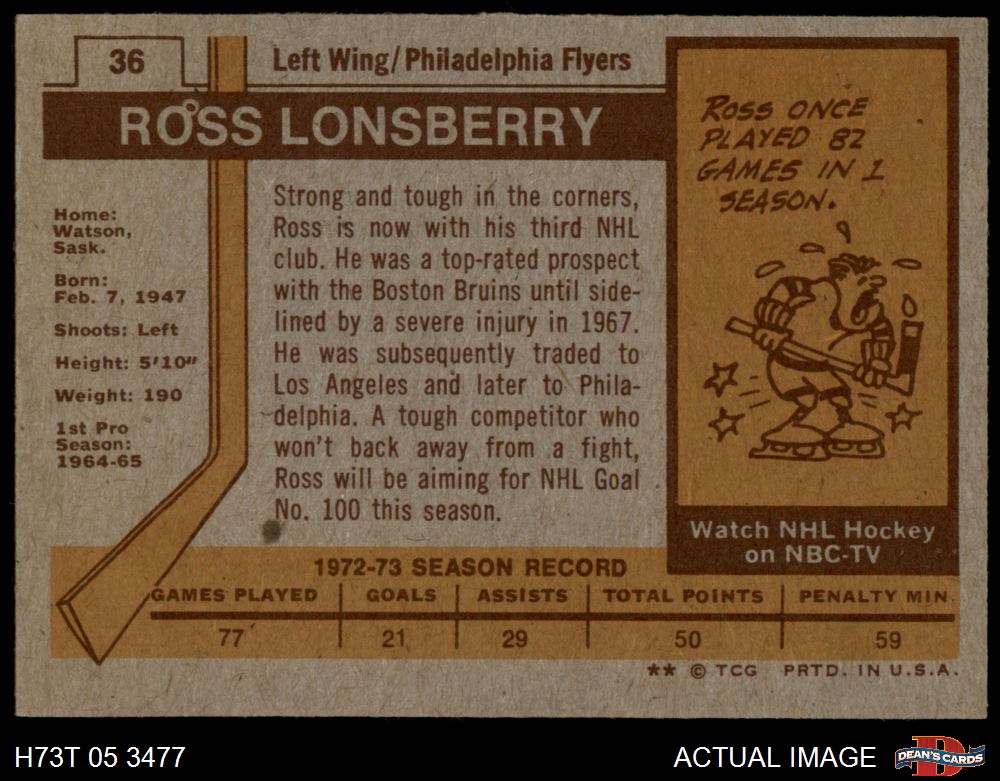 36
Left Wing/Philadelphia Flyers
ROSS LONSBERRY
Home:
Watson,
Sask.
Born:
Feb. 7, 1947
Shoots: Left
Height: 5'10"
Weight: 190
1st Pro
Season:
1964-65
Strong and tough in the corners,
Ross is now with his third NHL
club. He was a top-rated prospect
with the Boston Bruins until side-
lined by a severe injury in 1967.
He was subsequently traded to
Los Angeles and later to Phila-
delphia. A tough competitor who
won't back away from a fight,
Ross will be aiming for NHL Goal
No. 100 this season.
ROSS ONCE
PLAYED 82
GAMES IN 1
SEASON.
Watch NHL Hockey
on NBC-TV
1972-73 SEASON RECORD
GAMES PLAYED GOALS ASSISTS TOTAL POINTS PENALTY MIN.
77 21 29 50 59
** © TCG PRTD. IN U.S.A.
H73T 05 3477
ACTUAL IMAGE
D
DEAN'S CARDS